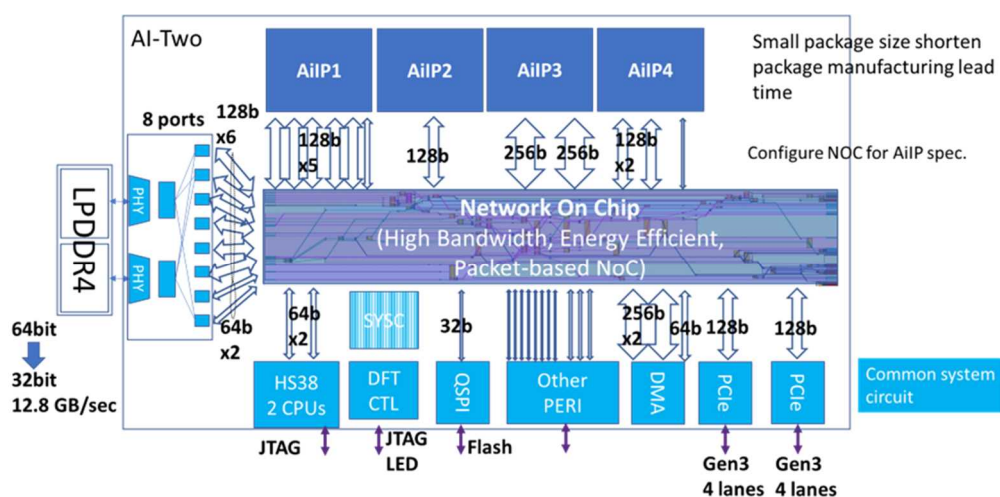 AI-Two
AiIP1
AiIP2
AiIP3
AiIP4
Small package size shorten
package manufacturing lead
time
8 ports
128b
x6
128b
x5
128b
256b
256b
128b
x2
Configure NOC for AiIP spec.
LPDDR4
PHY
PHY
Network On Chip
(High Bandwidth, Energy Efficient,
Packet-based NoC)
64bit
32bit
12.8 GB/sec
64b
x2
64b
x2
SYSC
32b
256b
x2
64b
128b
128b
HS38
2 CPUs
DFT
CTL
QSPI
Other
PERI
DMA
PCIe
PCIe
Common system
circuit
JTAG
JTAG
LED
Flash
Gen3
4 lanes
Gen3
4 lanes